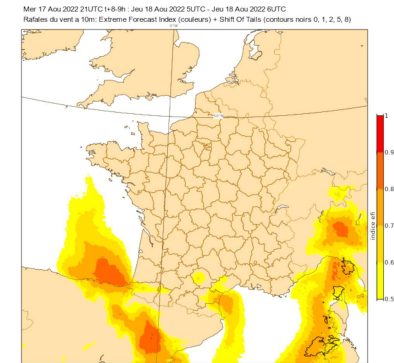 Mer 17 Aou 2022 21UTC t+8-9h : Jeu 18 Aou 2022 5UTC - Jeu 18 Aou 2022 6UTC
Rafales du vent a 10m: Extreme Forecast Index (couleurs) + Shift Of Tails (contours noirs 0, 1, 2, 5, 8)
1
0.9
0.8
0.7
0.6
0.5
indice efi